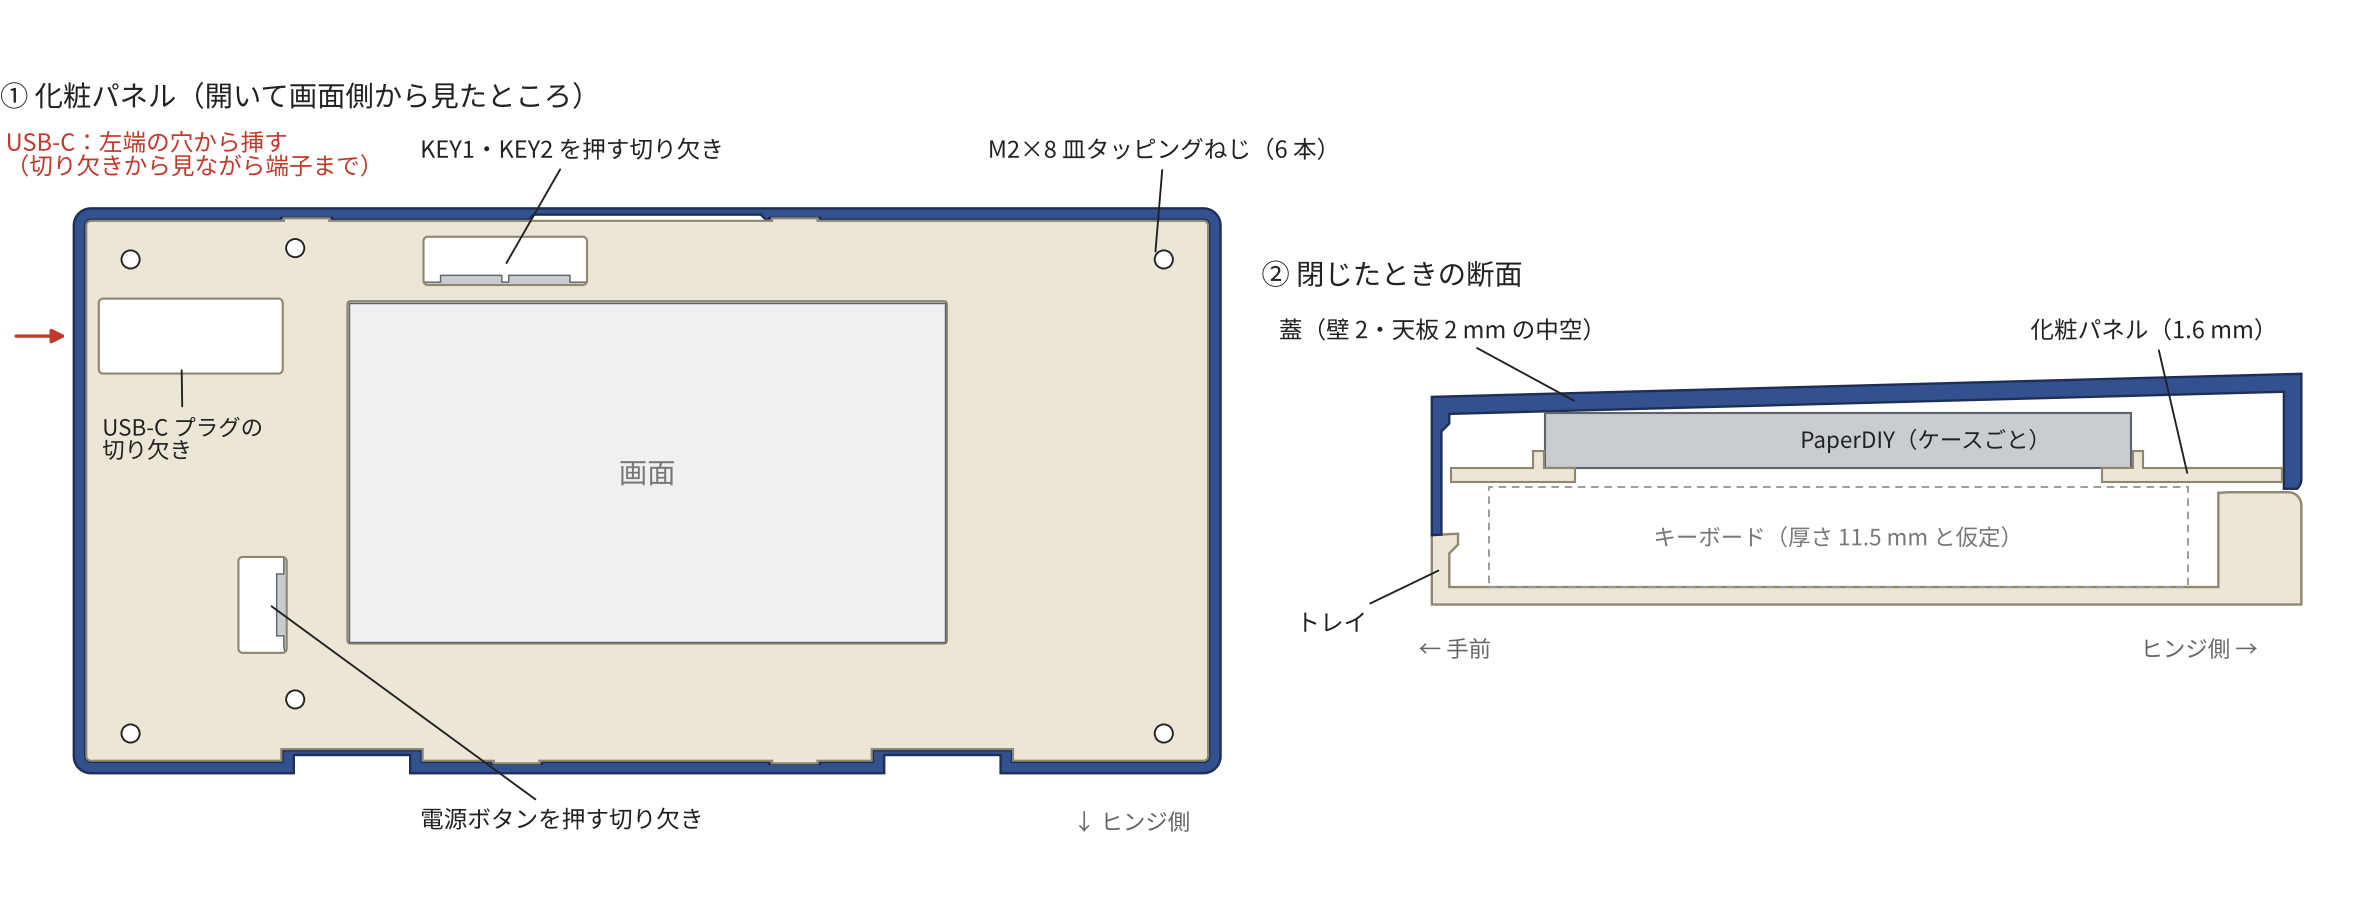 ① 化粧パネル（開いて画面側から見たところ）
USB-C：左端の穴から挿す
（切り欠きから見ながら端子まで）
KEY1・KEY2 を押す切り欠き
M2×8 皿タッピングねじ（6 本）
USB-C プラグの
切り欠き
画面
電源ボタンを押す切り欠き
↓ ヒンジ側
② 閉じたときの断面
蓋（壁 2・天板 2 mm の中空）
化粧パネル（1.6 mm）
PaperDIY（ケースごと）
キーボード（厚さ 11.5 mm と仮定）
トレイ
← 手前
ヒンジ側 →